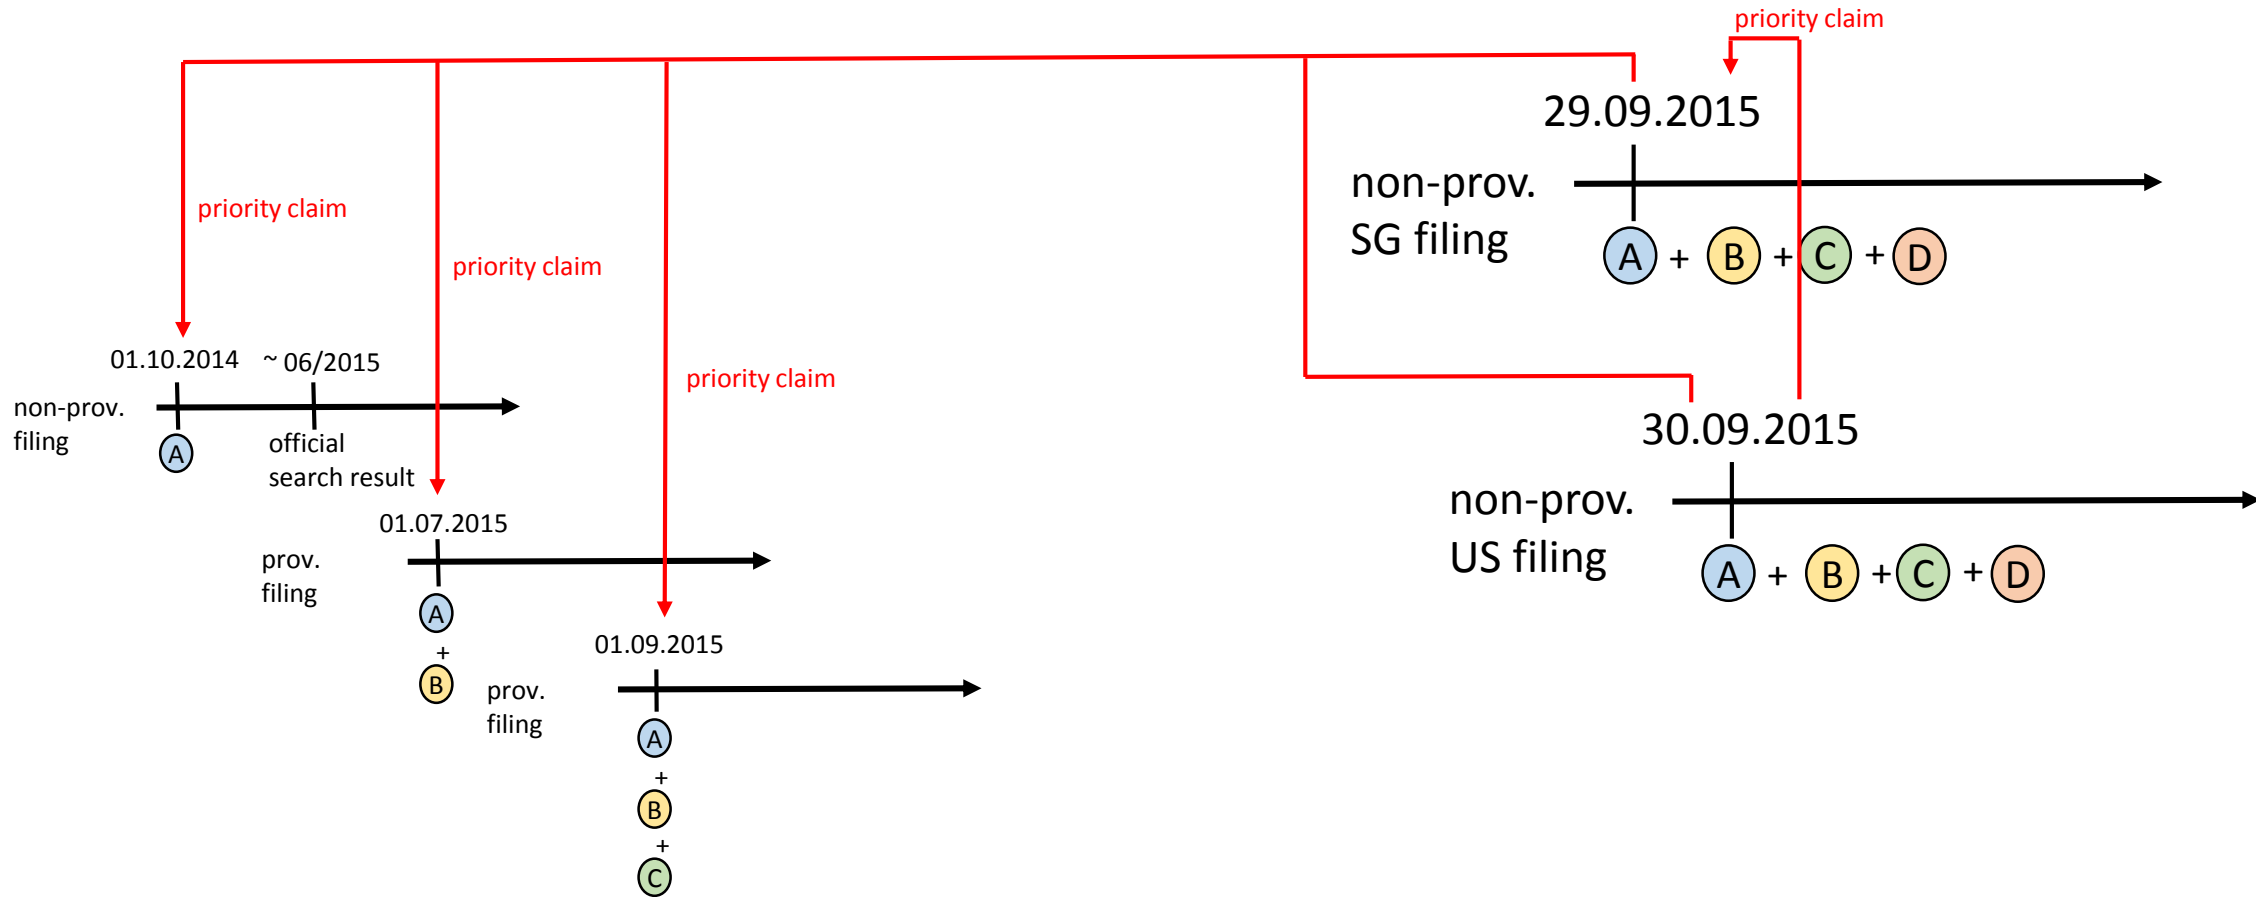 priority claim
29.09.2015
non-prov.
SG filing
A + B + C + D
priority claim
priority claim
01.10.2014
~ 06/2015
priority claim
non-prov.
filing
A
official
search result
30.09.2015
non-prov.
US filing
A + B + C + D
01.07.2015
prov.
filing
A
+
B
01.09.2015
prov.
filing
A
+
B
+
C